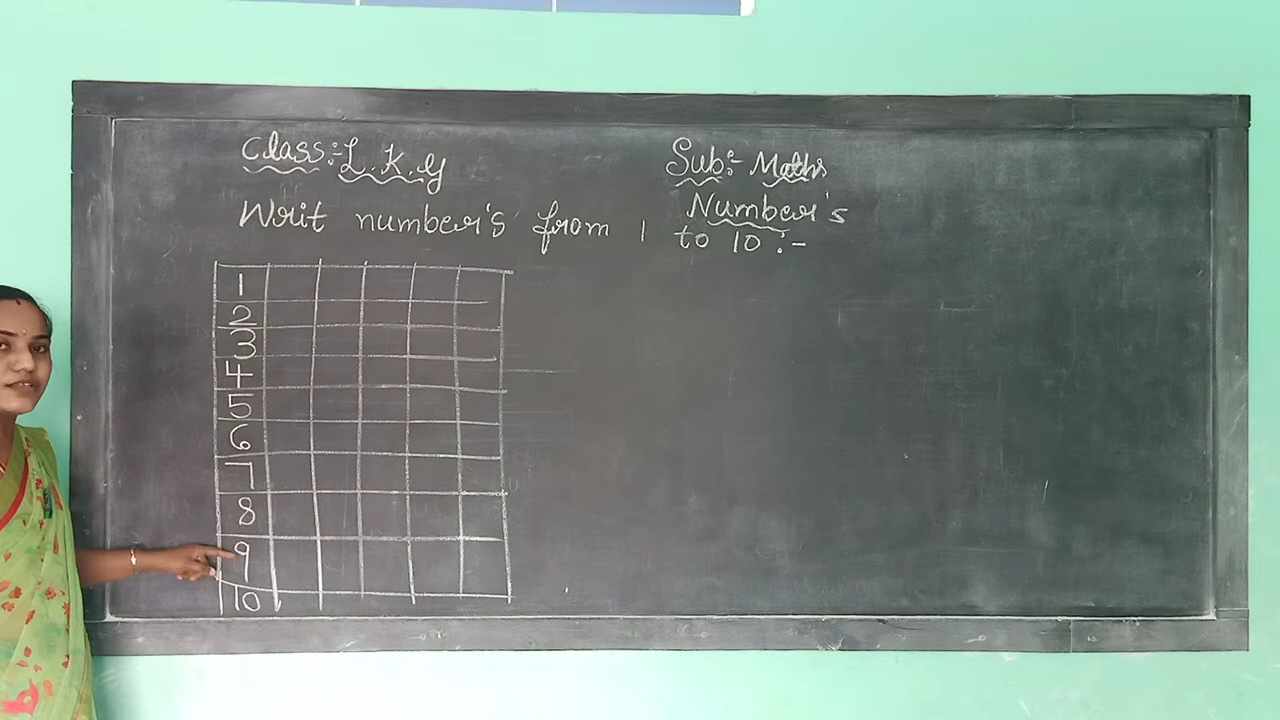 Class:- L.K.G
Sub:- Maths
Number's
Writ number's from 1 to 10 :-
1
2
3
4
5
6
7
8
9
10